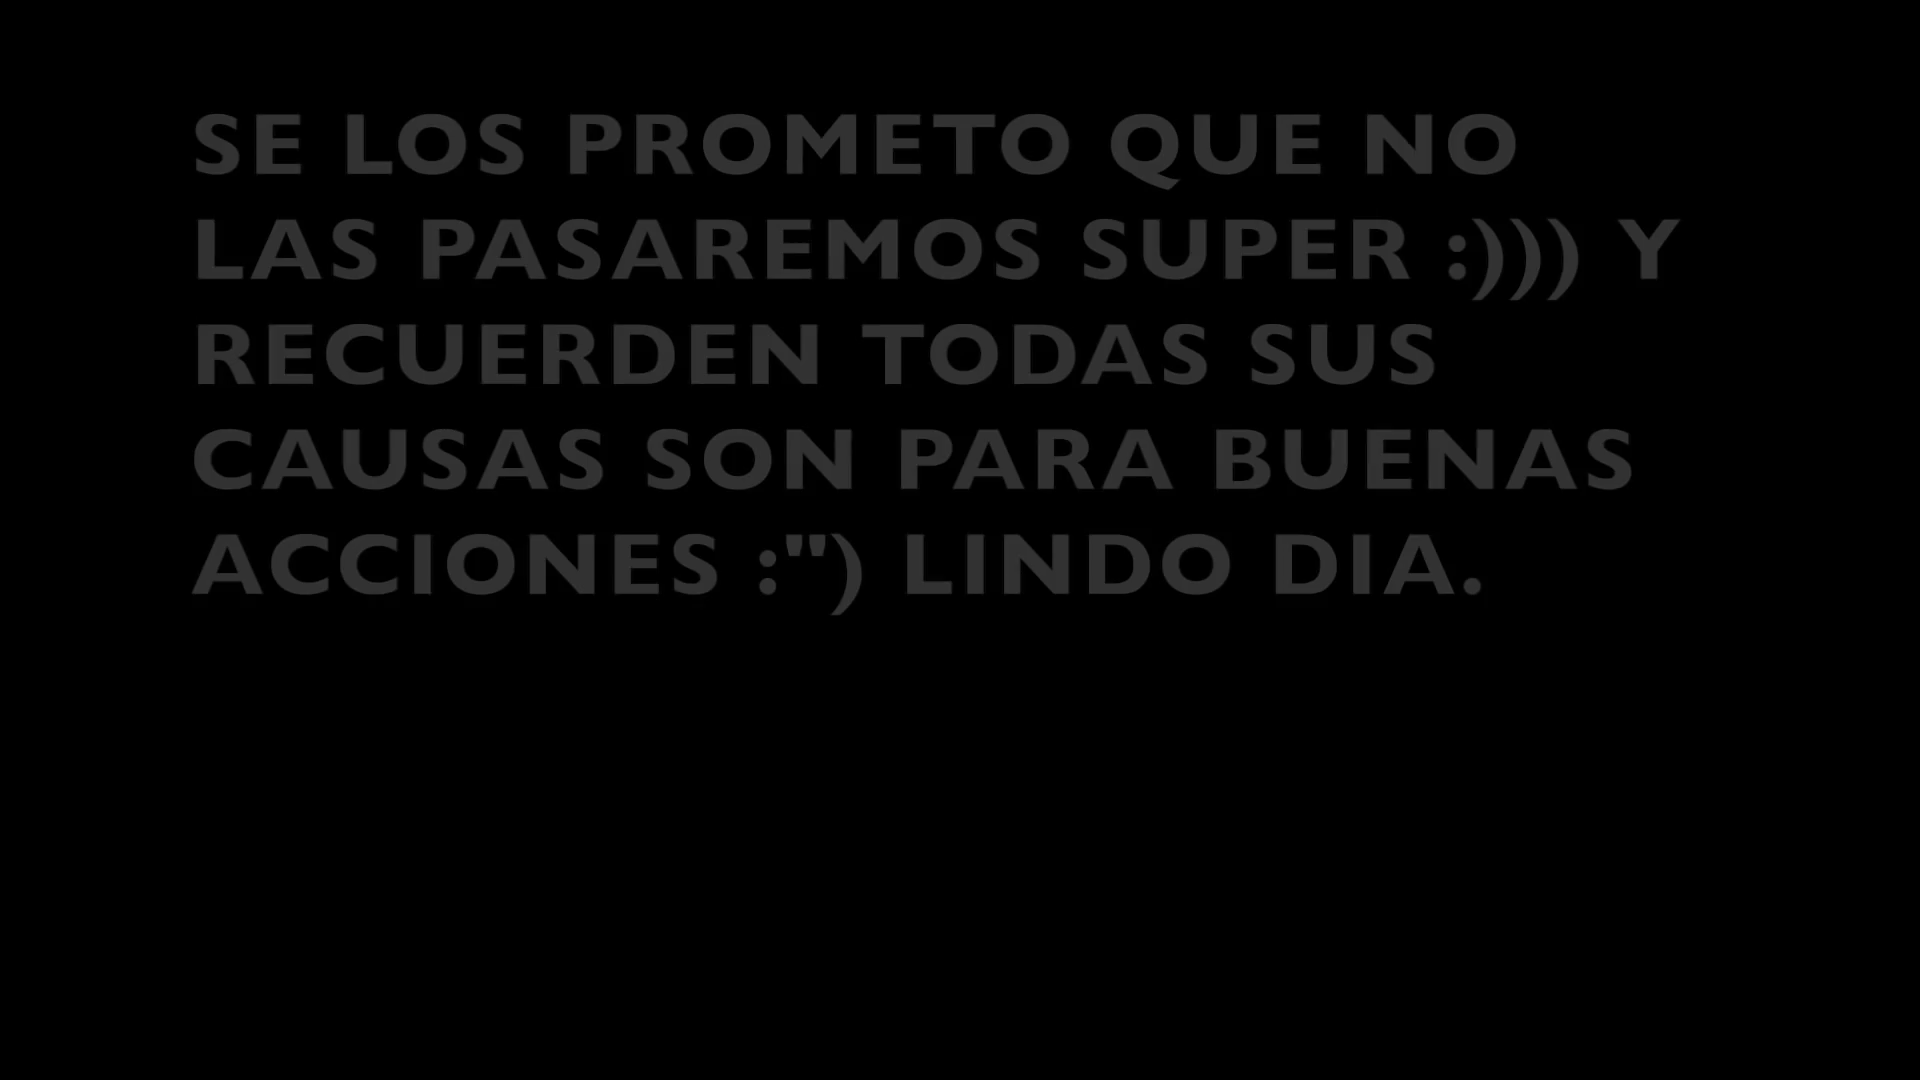 SE LOS PROMETO QUE NO
LAS PASAREMOS SUPER :))) Y
RECUERDEN TODAS SUS
CAUSAS SON PARA BUENAS
ACCIONES :") LINDO DIA.